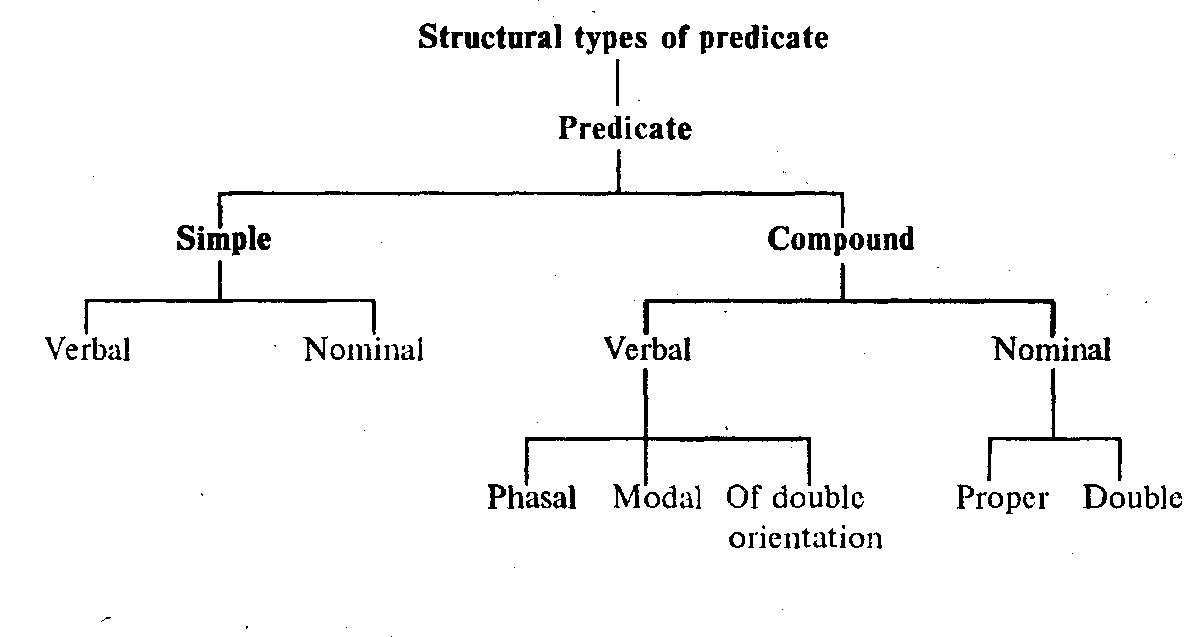 Structural types of predicate
Predicate
Simple
Compound
Verbal
Nominal
Verbal
Nominal
Phasal
Modal
Of double
orientation
Proper
Double